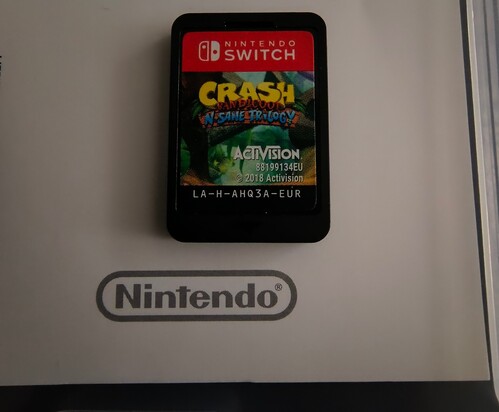 NINTENDO
SWITCH
CRASH
BANDICOOT
N.SANE TRILOGY
ACTIVISION.
88199134EU
© 2018 Activision
LA-H-AHQ3A-EUR
Nintendo®